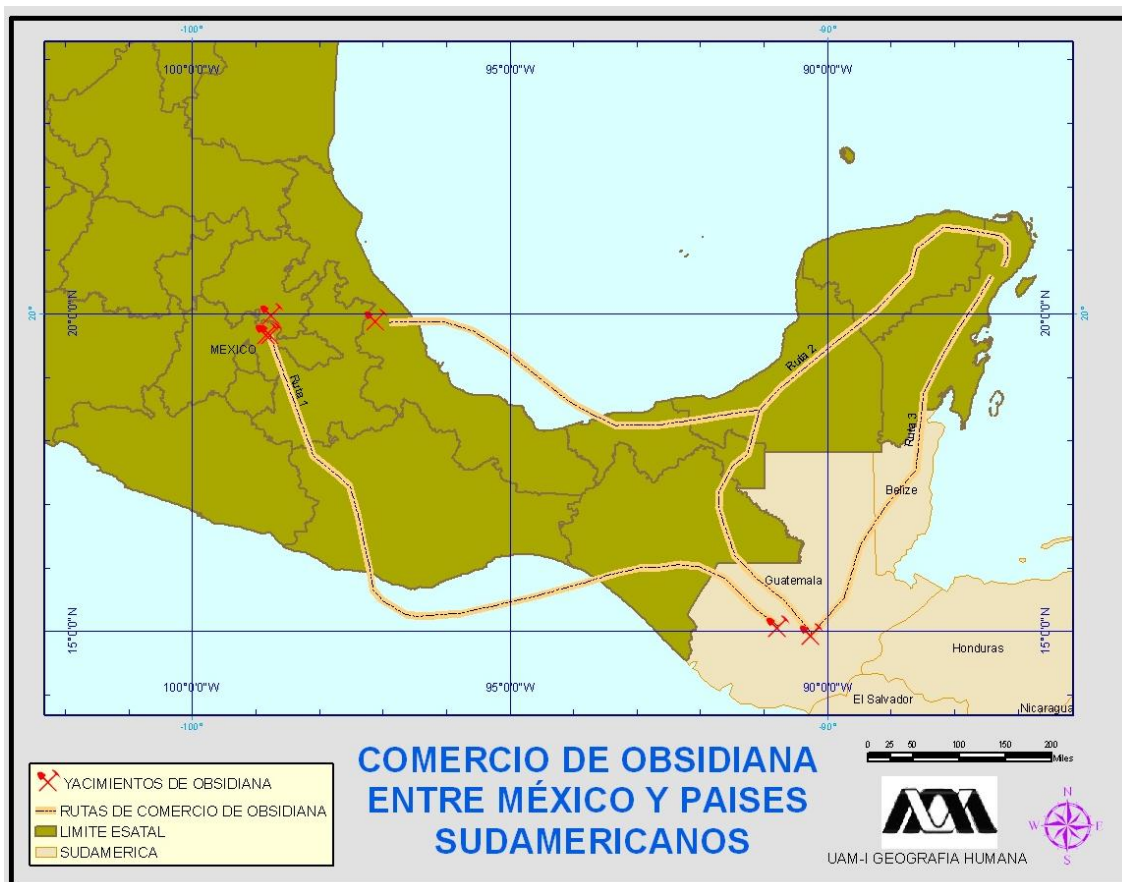 -100°
-90°
100°0'0"W
95°0'0"W
90°0'0"W
20°
20°0'0"N
20°0'0"N
20°
MEXICO
Ruta 1
Ruta 2
Ruta 3
Belize
Guatemala
15°0'0"N
15°0'0"N
Honduras
100°0'0"W
95°0'0"W
90°0'0"W
El Salvador
Nicaragua
-100°
-90°
YACIMIENTOS DE OBSIDIANA
RUTAS DE COMERCIO DE OBSIDIANA
LIMITE ESATAL
SUDAMERICA
COMERCIO DE OBSIDIANA
ENTRE MÉXICO Y PAISES
SUDAMERICANOS
0 25 50 100 150 200
Miles
UAM-I GEOGRAFIA HUMANA
N
W E
S